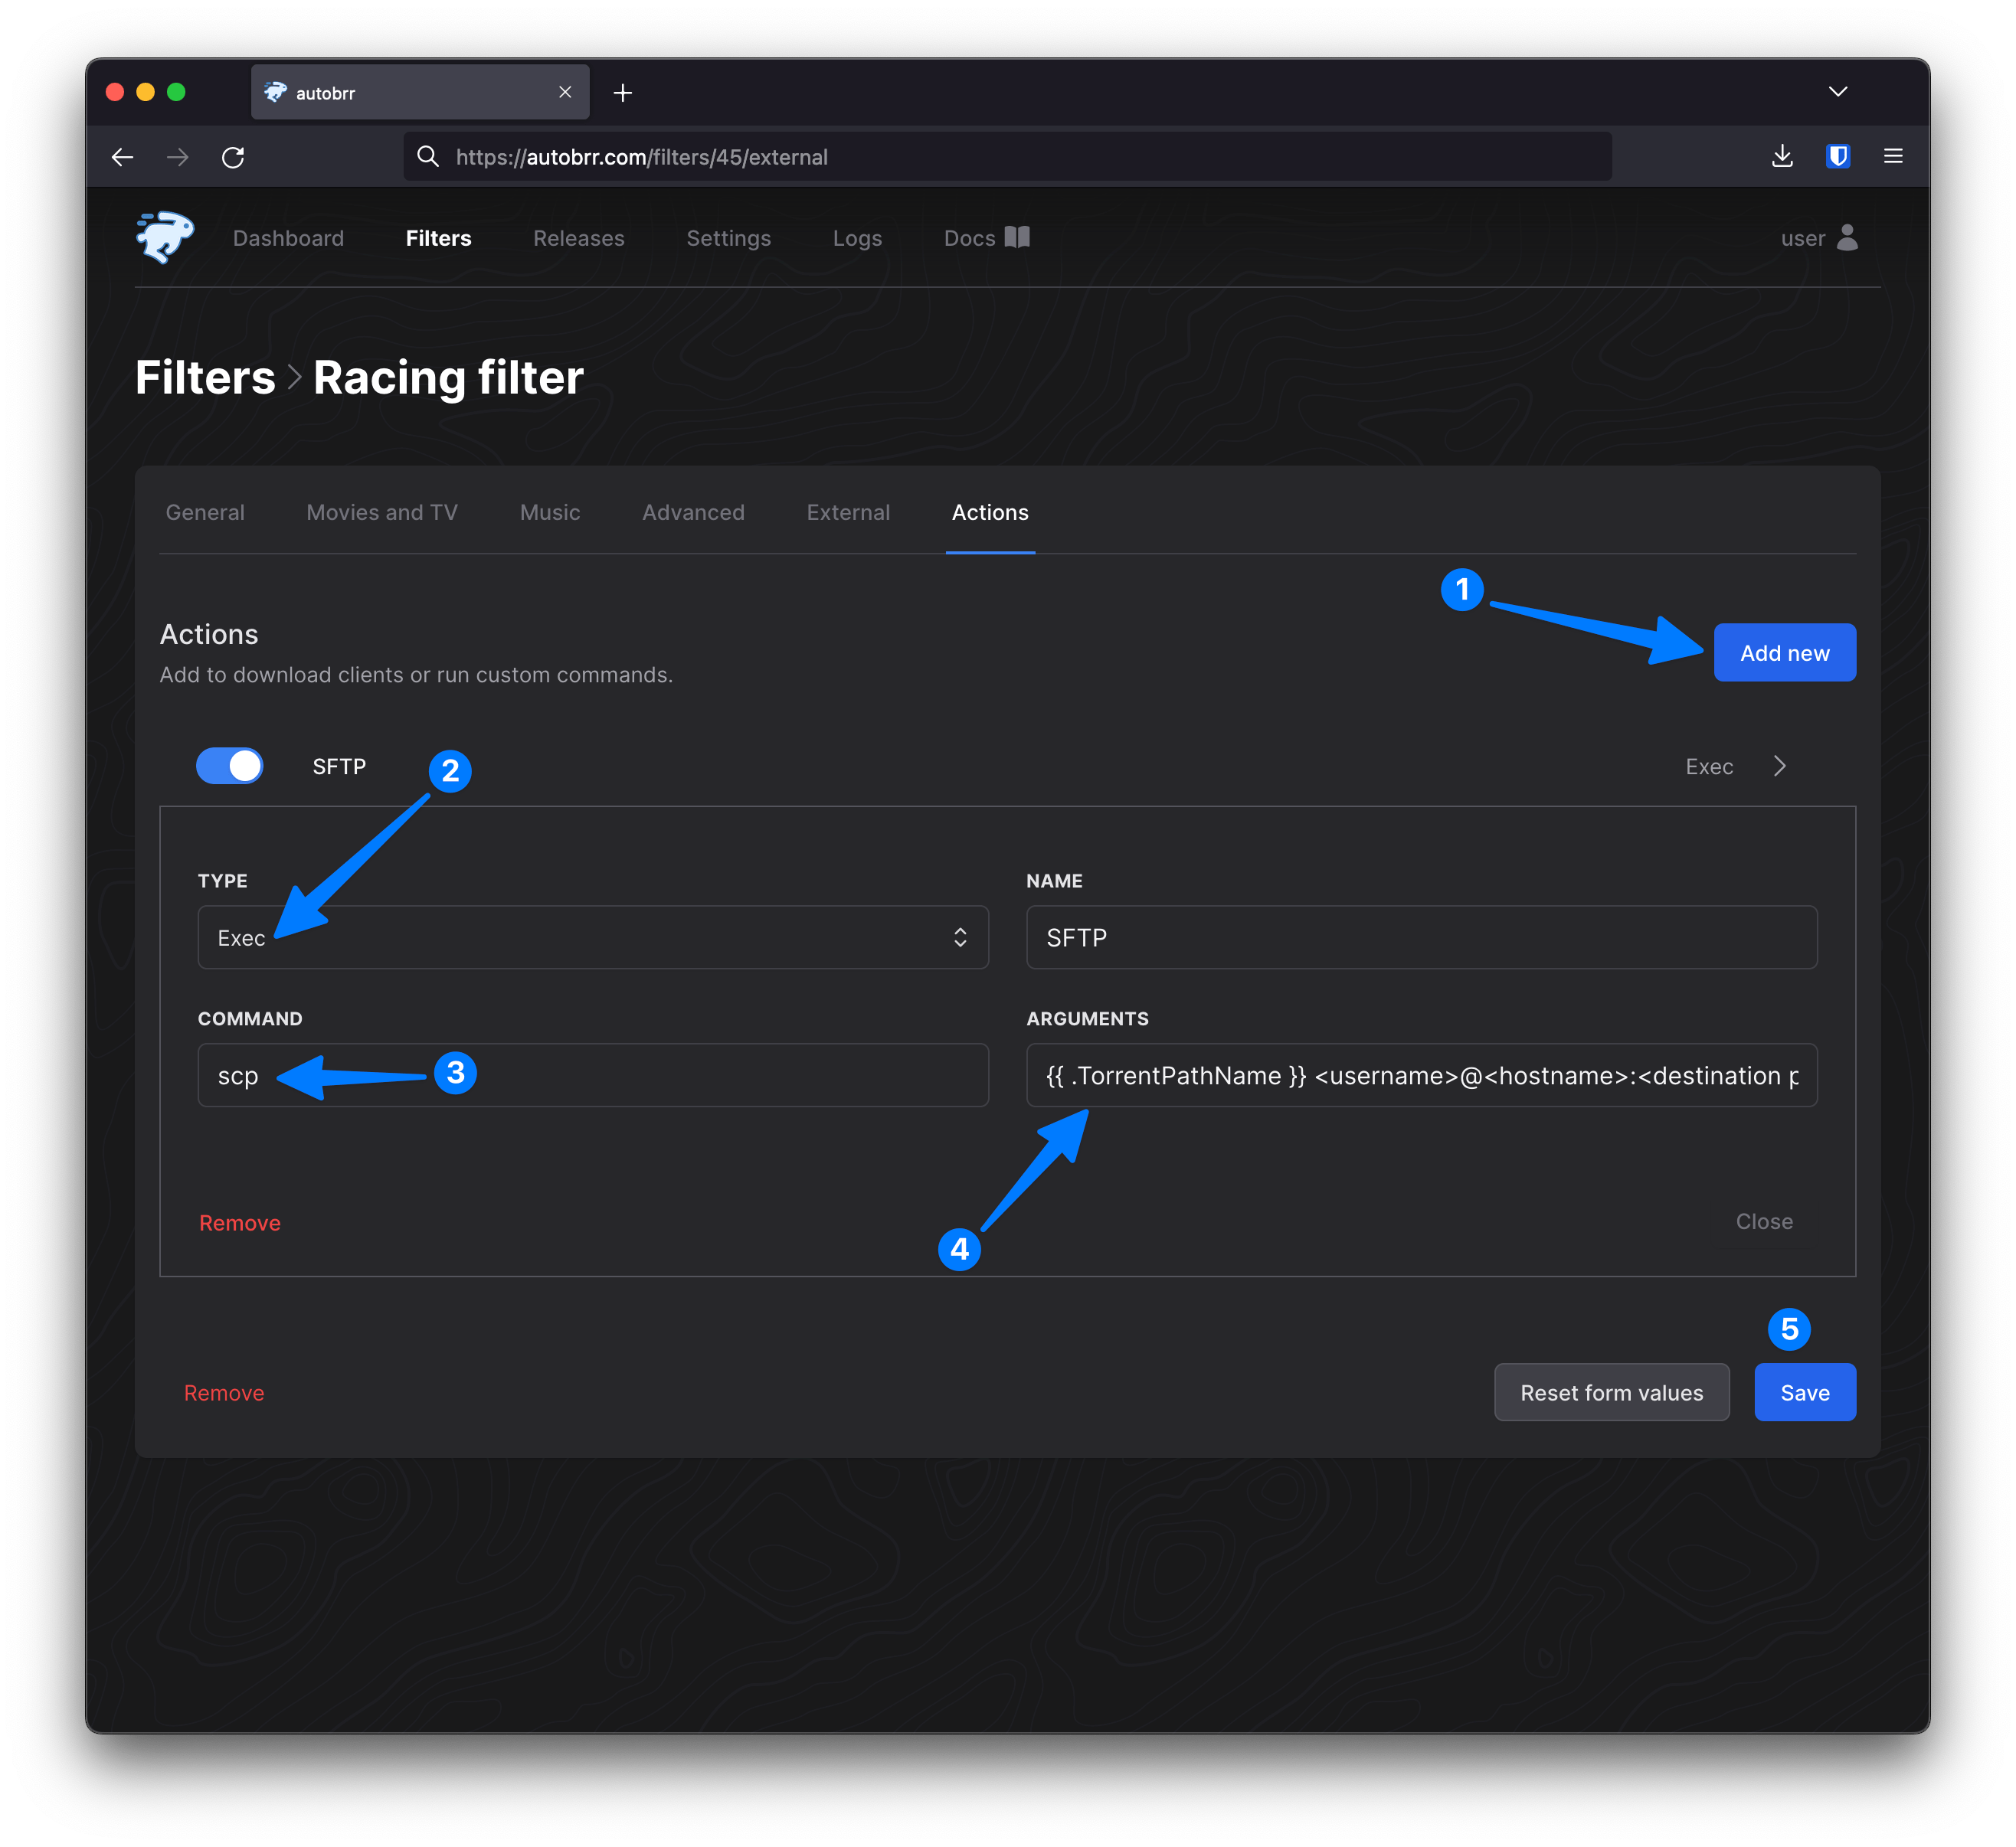 autobrr
https://autobrr.com/filters/45/external
Dashboard Filters Releases Settings Logs Docs user
Filters Racing filter
General Movies and TV Music Advanced External Actions
1
Actions
Add new
Add to download clients or run custom commands.
SFTP 2 Exec
TYPE NAME
Exec SFTP
COMMAND ARGUMENTS
scp 3 {{ .TorrentPathName }} <username>@<hostname>:<destination p
Remove Close
4
5
Remove Reset form values Save